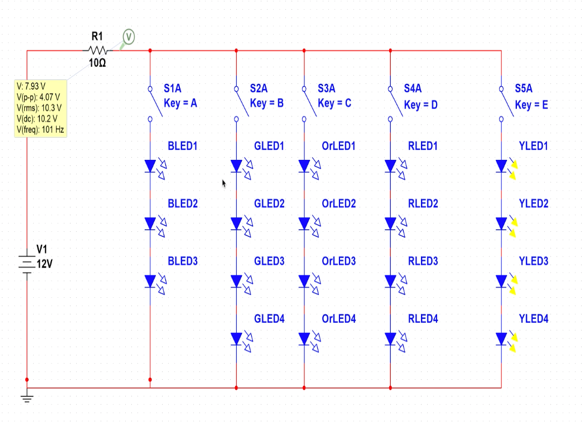 R1
10Ω
V
V: 7.93 V
V(p-p): 4.07 V
V(rms): 10.3 V
V(dc): 10.2 V
V(freq): 101 Hz
S1A
Key = A
S2A
Key = B
S3A
Key = C
S4A
Key = D
S5A
Key = E
BLED1
GLED1
OrLED1
RLED1
YLED1
BLED2
GLED2
OrLED2
RLED2
YLED2
V1
12V
BLED3
GLED3
OrLED3
RLED3
YLED3
GLED4
OrLED4
RLED4
YLED4